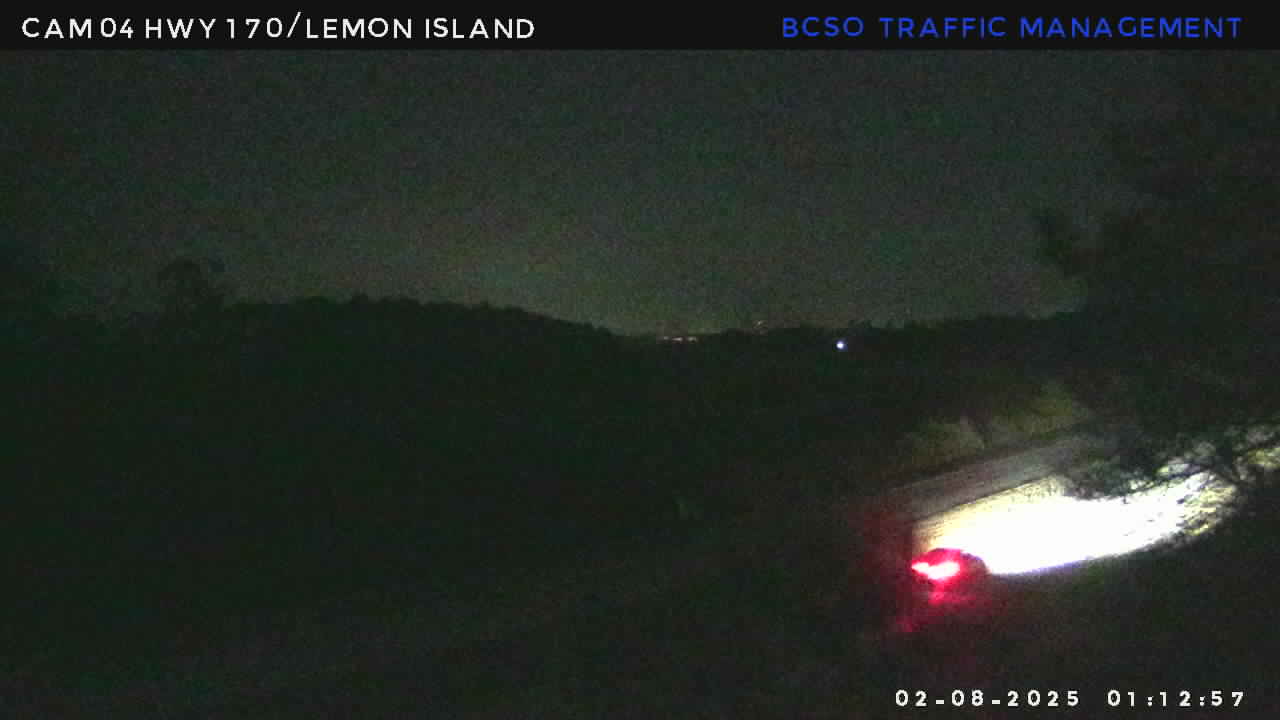 CAM04 HWY 170/LEMON ISLAND
BCSO TRAFFIC MANAGEMENT
02-08-2025 01:12:57